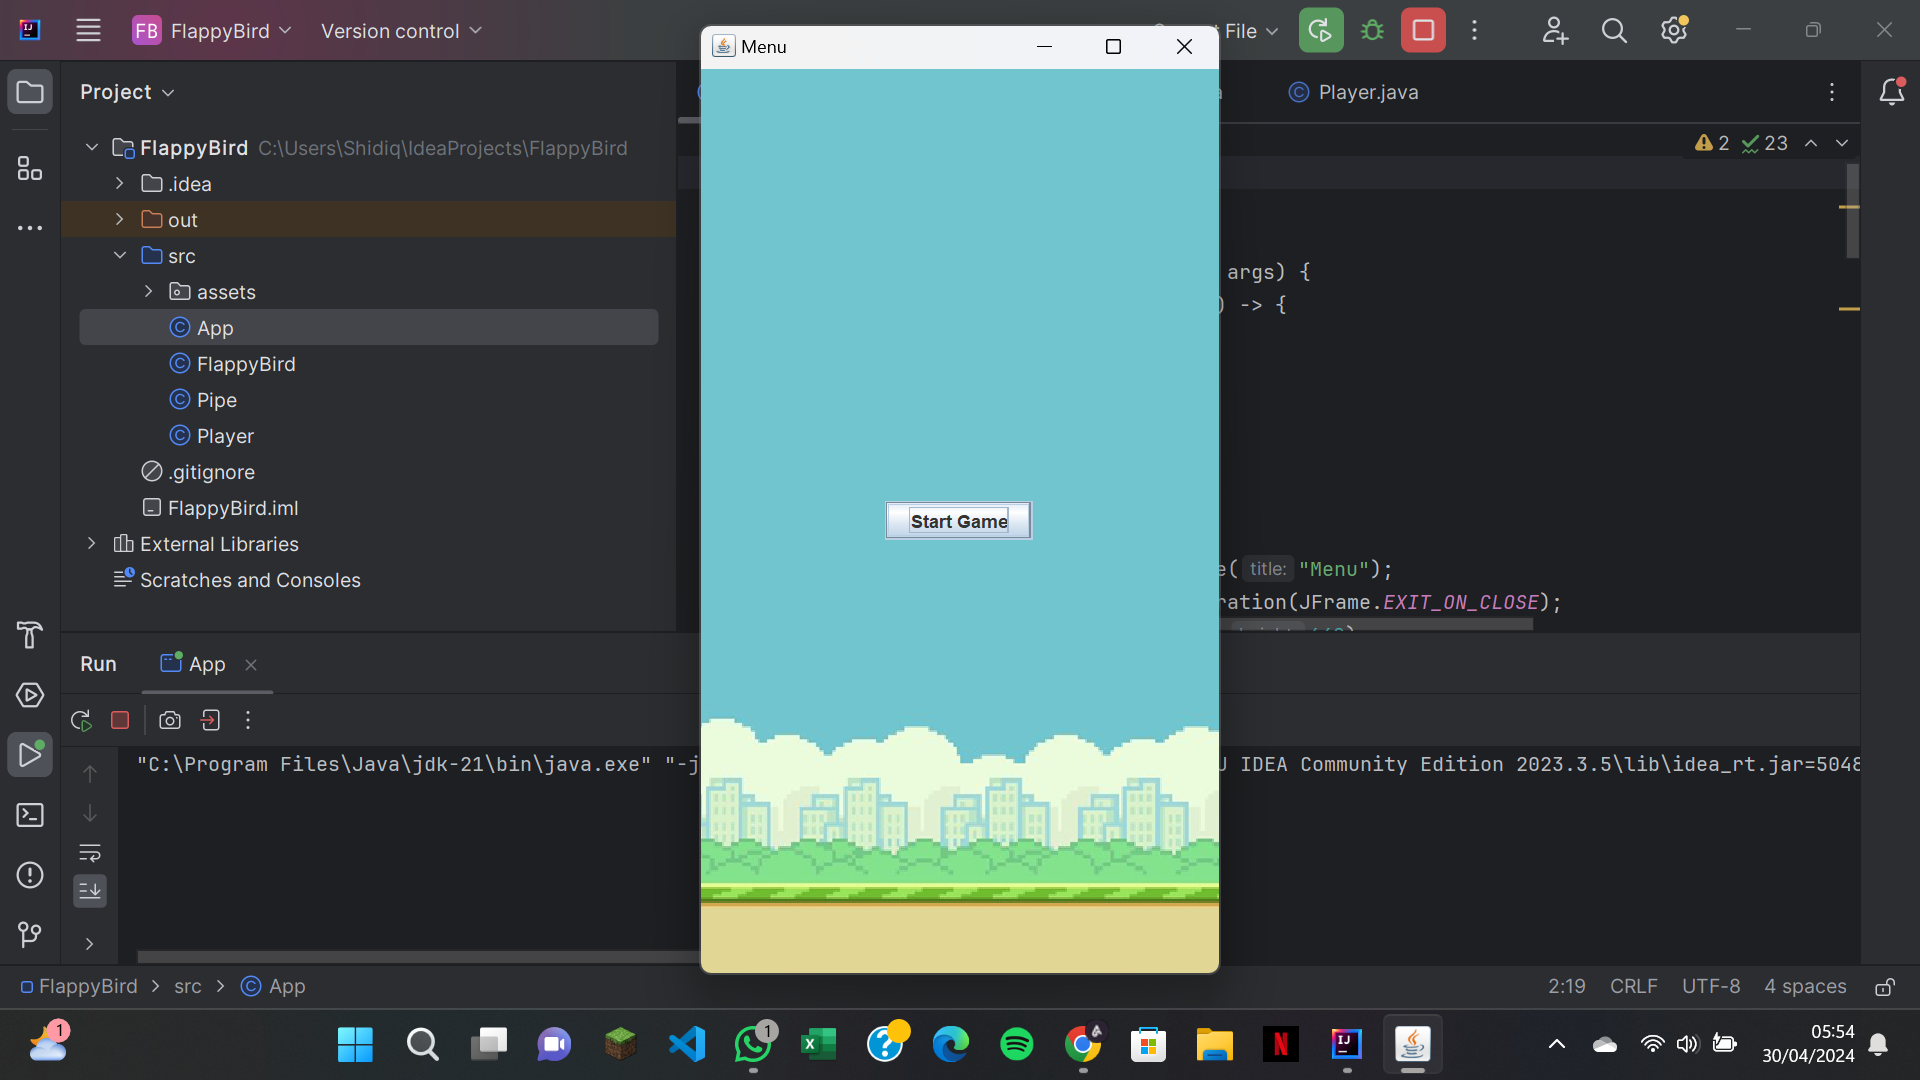 FB FlappyBird Version control File
Menu
Project
Player.java
FlappyBird C:\Users\Shidiq\IdeaProjects\FlappyBird
2 23
.idea
out
src
args) {
assets
) -> {
App
FlappyBird
Pipe
Player
.gitignore
FlappyBird.iml
Start Game
External Libraries
e( title: "Menu");
Scratches and Consoles
ration(JFrame.EXIT_ON_CLOSE);
Run App
"C:\Program Files\Java\jdk-21\bin\java.exe" "-j
J IDEA Community Edition 2023.3.5\lib\idea_rt.jar=5048
FlappyBird > src > App
2:19 CRLF UTF-8 4 spaces
1
1
05:54
30/04/2024